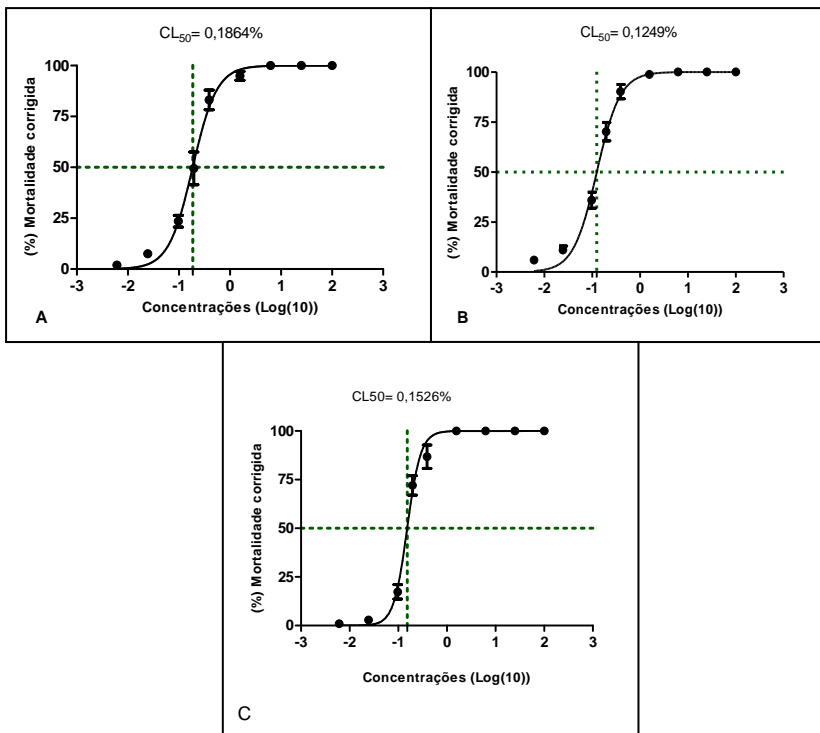 CL50= 0,1864%
(%) Mortalidade corrigida
100
75
50
25
0
-3 -2 -1 0 1 2 3
Concentrações (Log(10))
A
CL50= 0,1249%
(%) Mortalidade corrigida
100
75
50
25
0
-3 -2 -1 0 1 2 3
Concentrações (Log(10))
B
CL50= 0,1526%
(%) Mortalidade corrigida
100
75
50
25
0
-3 -2 -1 0 1 2 3
Concentrações (Log(10))
C